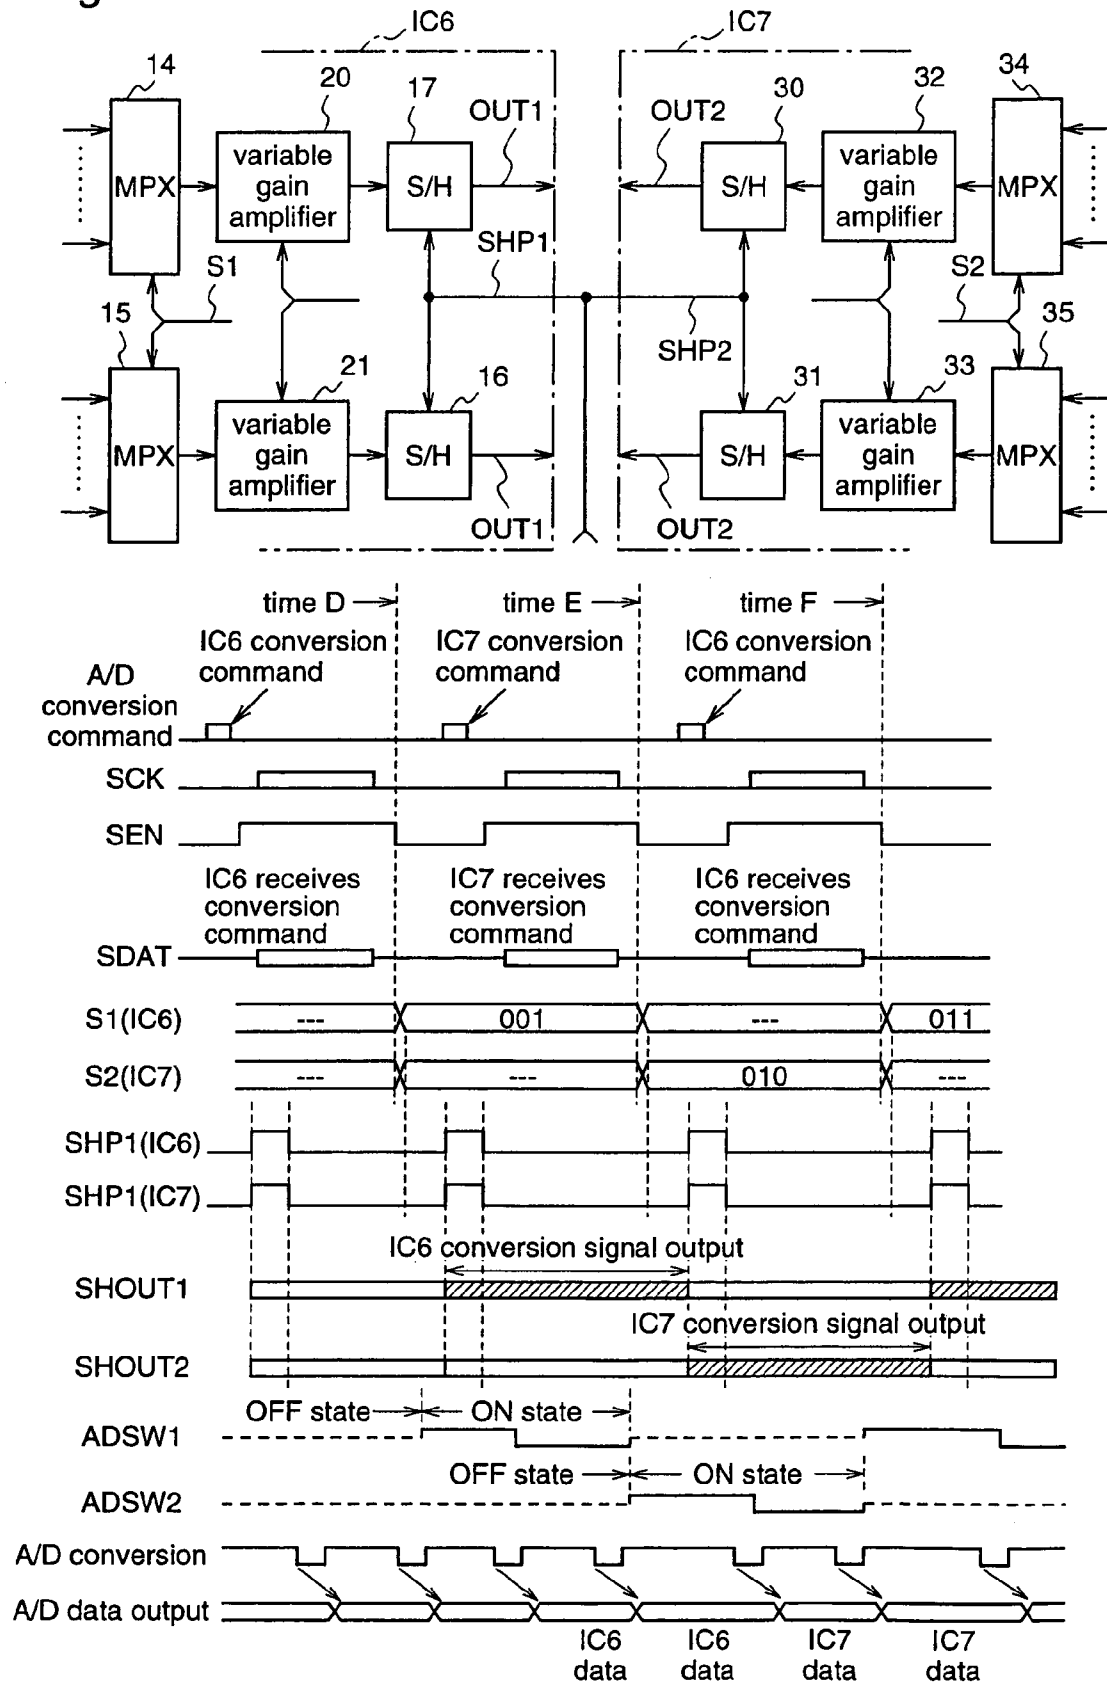 IC6 IC7
14 20 17 30 32 34
OUT1 OUT2
MPX variable gain amplifier S/H S/H variable gain amplifier MPX
S1 SHP1 S2
15 SHP2 35
21 16 31 33
MPX variable gain amplifier S/H S/H variable gain amplifier MPX
OUT1 OUT2
time D time E time F
IC6 conversion command IC7 conversion command IC6 conversion command
A/D conversion command
SCK
SEN
IC6 receives conversion command IC7 receives conversion command IC6 receives conversion command
SDAT
S1(IC6) --- 001 --- 011
S2(IC7) --- --- 010 ---
SHP1(IC6)
SHP1(IC7)
IC6 conversion signal output
SHOUT1
IC7 conversion signal output
SHOUT2
OFF state ON state
ADSW1
OFF state ON state
ADSW2
A/D conversion
A/D data output
IC6 data IC6 data IC7 data IC7 data